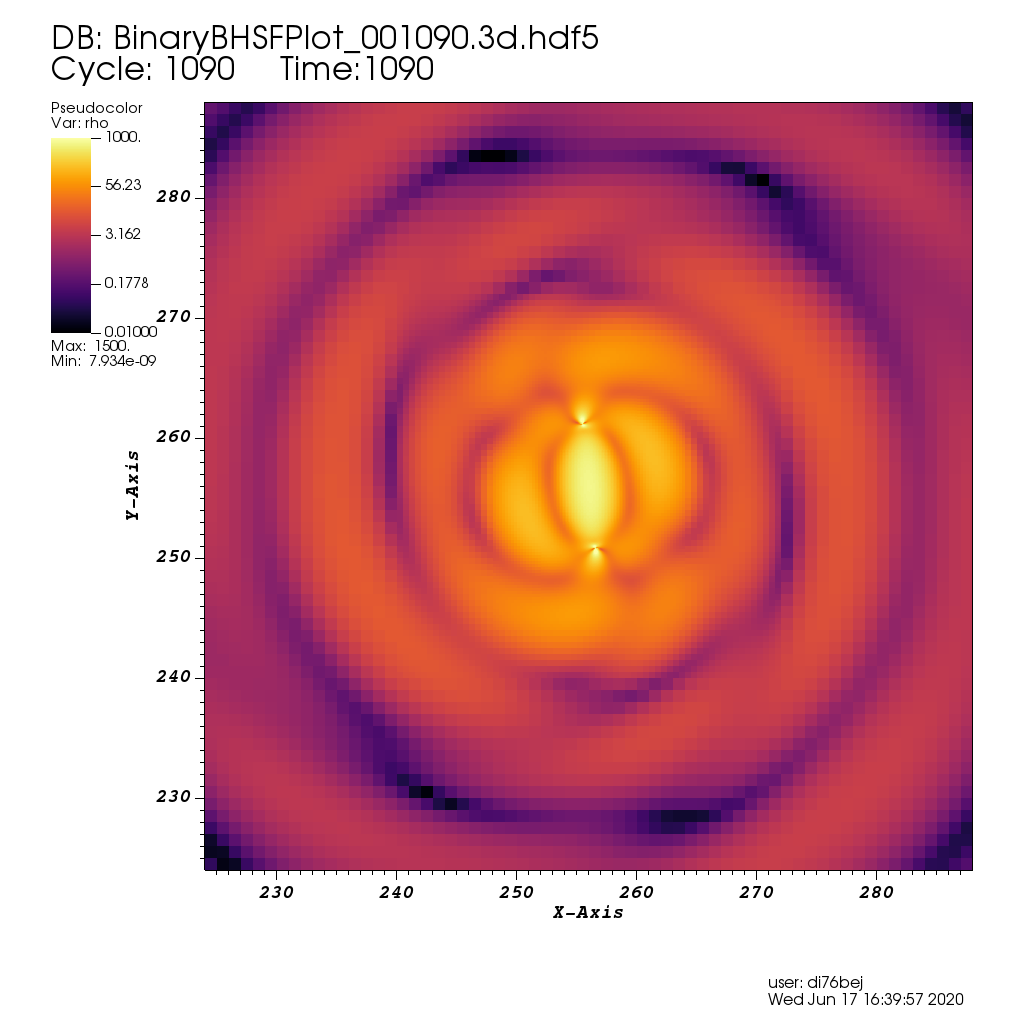 DB: BinaryBHSFPlot_001090.3d.hdf5
Cycle: 1090 Time:1090
Pseudocolor
Var: rho
1000.
56.23
3.162
0.1778
0.01000
Max: 1500.
Min: 7.934e-09
280
270
260
250
240
230
Y-Axis
230 240 250 260 270 280
X-Axis
user: di76bej
Wed Jun 17 16:39:57 2020